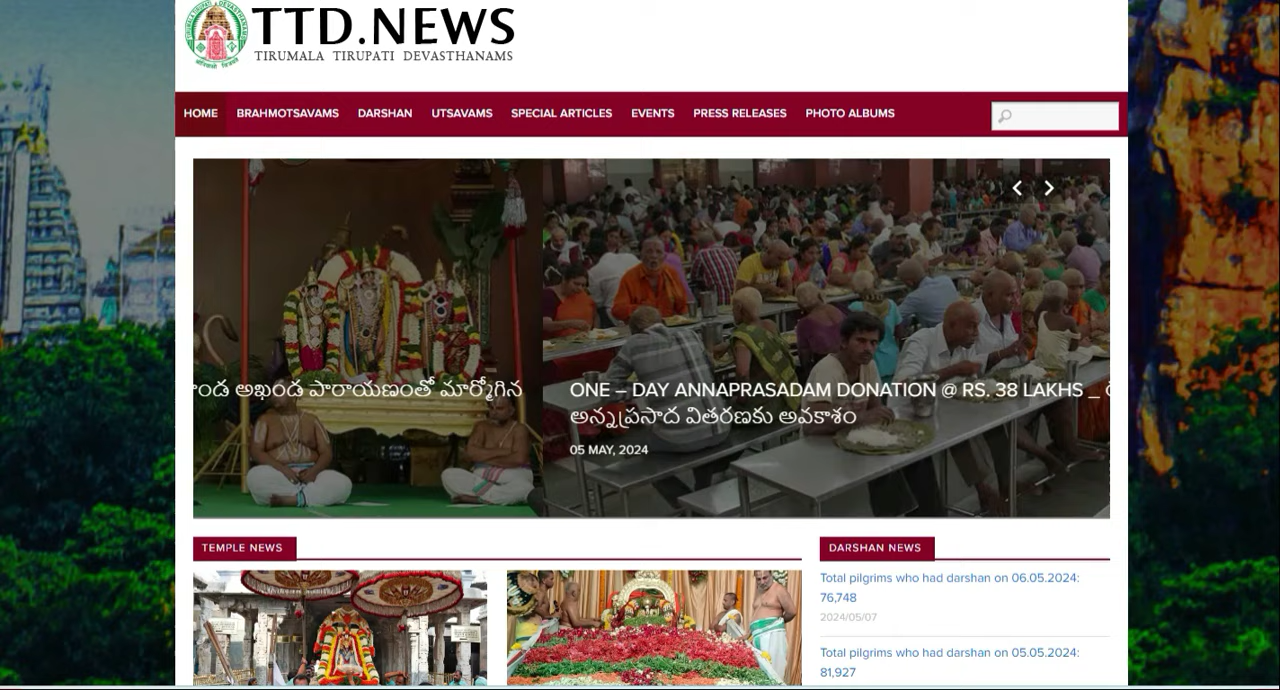 TTD.NEWS
TIRUMALA TIRUPATI DEVASTHANAMS
HOME BRAHMOTSAVAMS DARSHAN UTSAVAMS SPECIAL ARTICLES EVENTS PRESS RELEASES PHOTO ALBUMS
అఖండ పారాయణంతో మార్మోగిన
ONE – DAY ANNAPRASADAM DONATION @ RS. 38 LAKHS _
అన్నప్రసాద వితరణకు అవకాశం
05 MAY, 2024
TEMPLE NEWS
DARSHAN NEWS
Total pilgrims who had darshan on 06.05.2024:
76,748
2024/05/07
Total pilgrims who had darshan on 05.05.2024:
81,927